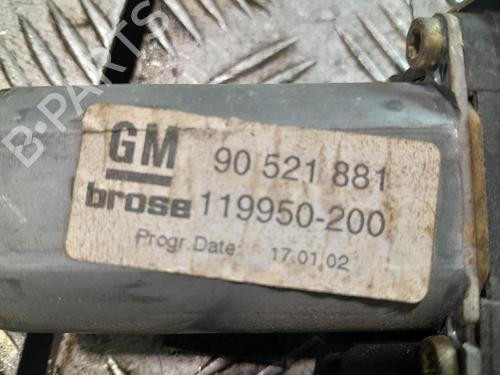 B-PARTS
GM 90 521 881
brose 119950-200
Progr.Date: 17.01.02